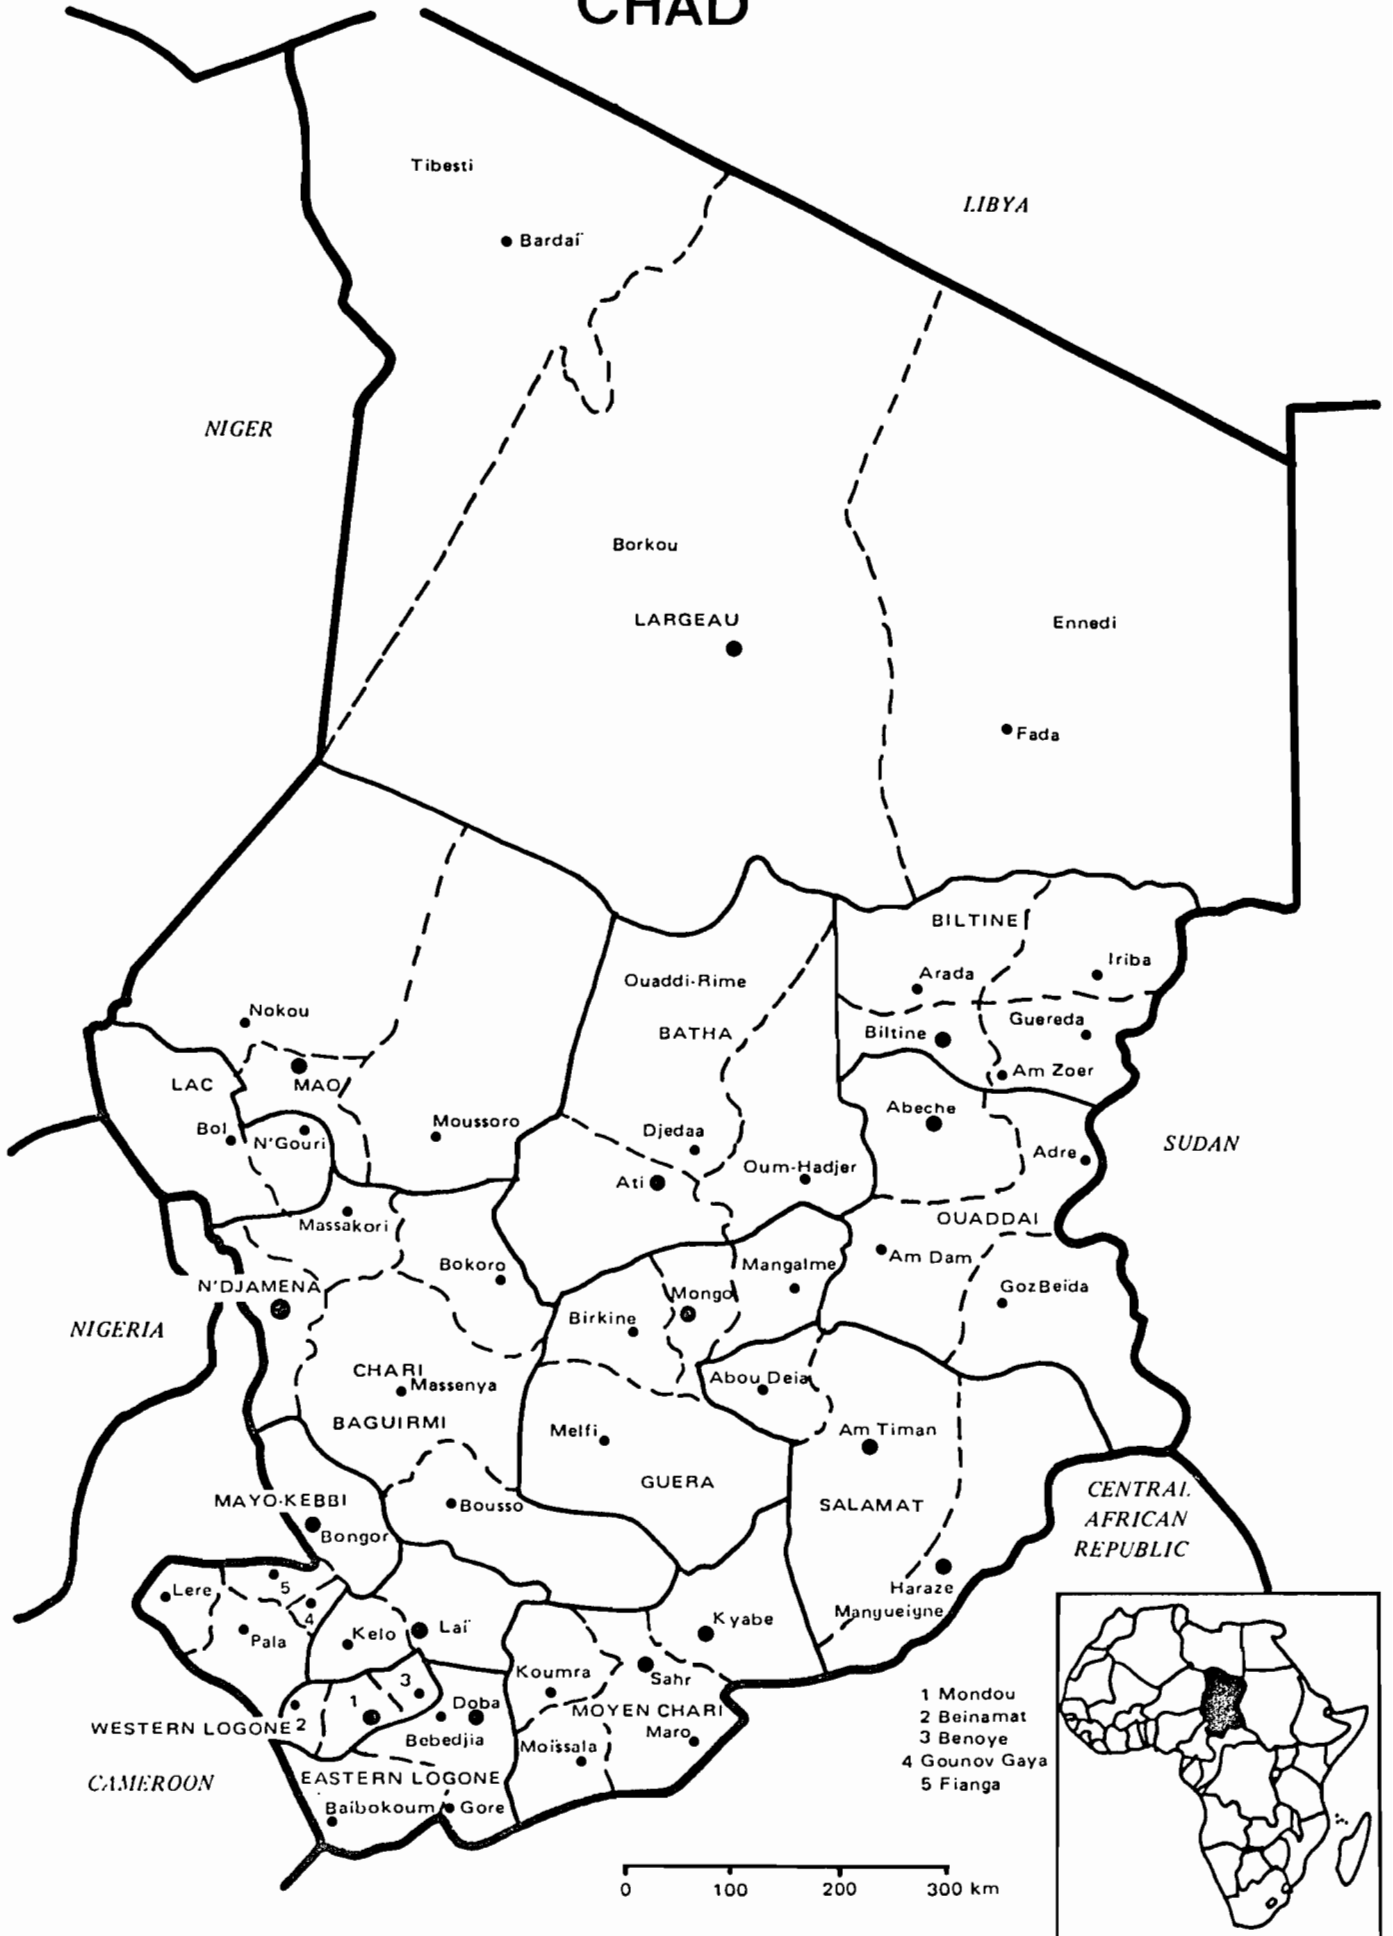 CHAD
Tibesti
LIBYA
Bardaï
NIGER
Borkou
LARGEAU
Ennedi
Fada
BILTINE
Iriba
Arada
Ouaddi-Rime
Nokou
BATHA
Biltine
Guereda
Am Zoer
LAC
MAO
Abeche
Moussoro
Bol
N'Gouri
Djedaa
SUDAN
Adre
Oum-Hadjer
Ati
OUADDAI
Massakori
Am Dam
Bokoro
Mangalme
N'DJAMENA
GozBeida
Mongo
Birkine
NIGERIA
CHARI
Massenya
Abou Deia
BAGUIRMI
Melfi
Am Timan
GUERA
MAYO-KEBBI
Bousso
SALAMAT
CENTRAL
AFRICAN
REPUBLIC
Bongor
Lere
5
4
Haraze
Mangueigne
Kyabe
Pala
Kelo
Laï
Koumra
Sahr
3
1
Doba
2
WESTERN LOGONE
MOYEN CHARI
Maro
Bebedjia
Moïssala
CAMEROON
EASTERN LOGONE
Baibokoum
Gore
1 Mondou
2 Beinamat
3 Benoye
4 Gounov Gaya
5 Fianga
0 100 200 300 km